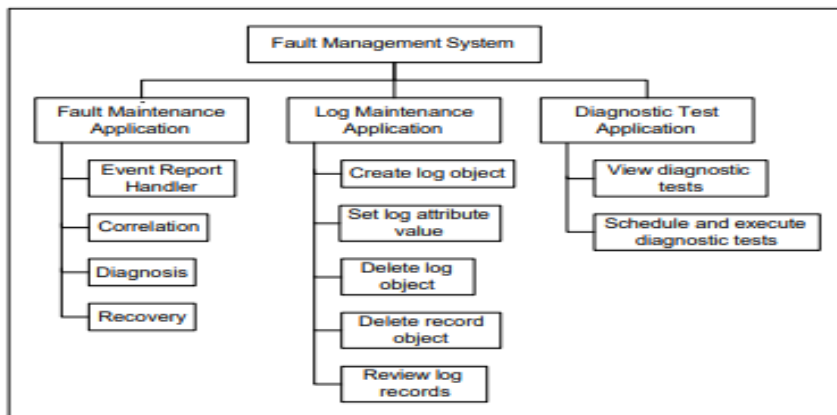 Fault Management System
Fault Maintenance
Application
Log Maintenance
Application
Diagnostic Test
Application
Event Report
Handler
Correlation
Diagnosis
Recovery
Create log object
Set log attribute
value
Delete log
object
Delete record
object
Review log
records
View diagnostic
tests
Schedule and execute
diagnostic tests